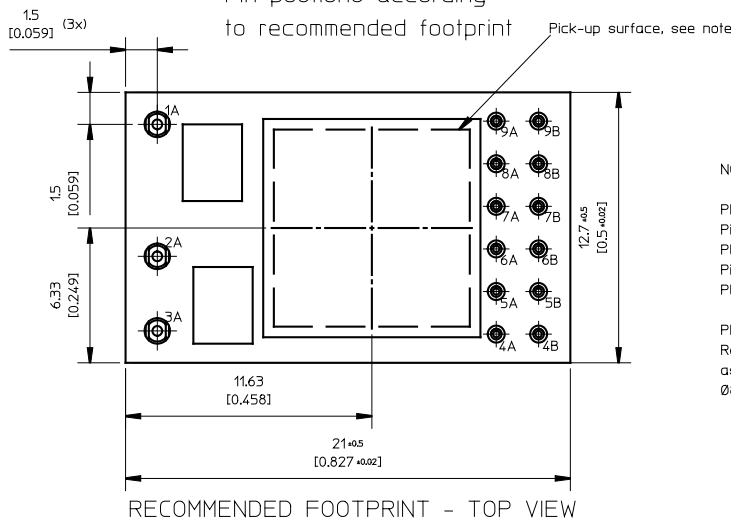 to recommended footprint
Pick-up surface, see note
1.5
[0.059] (3x)
1A
9A 9B
8A 8B
7A 7B
2A
6A 6B
5A 5B
3A
4A 4B
1.5
[0.059]
6.33
[0.249]
12.7 ±0.5
[0.5 ±0.02]
11.63
[0.458]
21 ±0.5
[0.827 ±0.02]
RECOMMENDED FOOTPRINT - TOP VIEW